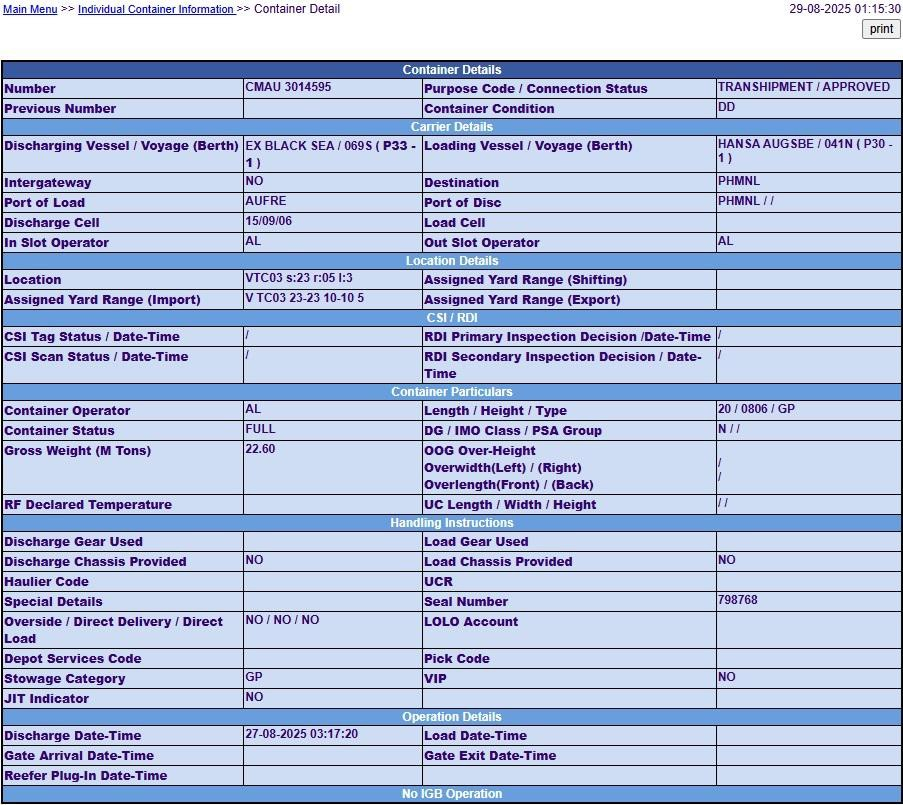 Main Menu >> Individual Container Information >> Container Detail
29-08-2025 01:15:30
print
Container Details
Number CMAU 3014595 Purpose Code / Connection Status TRANSHIPMENT / APPROVED
Previous Number Container Condition DD
Carrier Details
Discharging Vessel / Voyage (Berth) EX BLACK SEA / 069S ( P33 - 1 ) Loading Vessel / Voyage (Berth) HANSA AUGSBE / 041N ( P30 - 1 )
Intergateway NO Destination PHMNL
Port of Load AUFRE Port of Disc PHMNL / /
Discharge Cell 15/09/06 Load Cell
In Slot Operator AL Out Slot Operator AL
Location Details
Location VTC03 s:23 r:05 l:3 Assigned Yard Range (Shifting)
Assigned Yard Range (Import) V TC03 23-23 10-10 5 Assigned Yard Range (Export)
CSI / RDI
CSI Tag Status / Date-Time / RDI Primary Inspection Decision /Date-Time /
CSI Scan Status / Date-Time / RDI Secondary Inspection Decision / Date-Time /
Container Particulars
Container Operator AL Length / Height / Type 20 / 0806 / GP
Container Status FULL DG / IMO Class / PSA Group N / /
Gross Weight (M Tons) 22.60 OOG Over-Height
Overwidth(Left) / (Right) /
Overlength(Front) / (Back) /
RF Declared Temperature UC Length / Width / Height / /
Handling Instructions
Discharge Gear Used Load Gear Used
Discharge Chassis Provided NO Load Chassis Provided NO
Haulier Code UCR
Special Details Seal Number 798768
Overside / Direct Delivery / Direct Load NO / NO / NO LOLO Account
Depot Services Code Pick Code
Stowage Category GP VIP NO
JIT Indicator NO
Operation Details
Discharge Date-Time 27-08-2025 03:17:20 Load Date-Time
Gate Arrival Date-Time Gate Exit Date-Time
Reefer Plug-In Date-Time
No IGB Operation